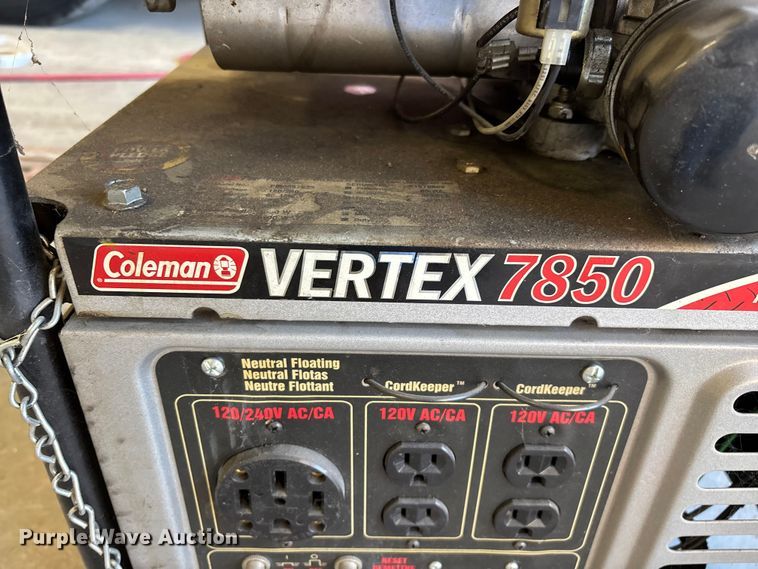 Coleman VERTEX 7850
Neutral Floating
Neutral Flotas
Neutre Flottant
CordKeeper™ CordKeeper™
120/240V AC/CA 120V AC/CA 120V AC/CA
RESET
Purple Wave Auction